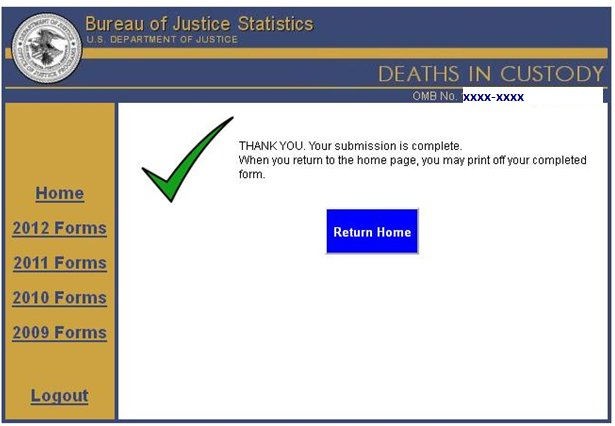 Bureau of Justice Statistics
U.S. DEPARTMENT OF JUSTICE
DEATHS IN CUSTODY
OMB No. xxxx-xxxx
THANK YOU. Your submission is complete.
When you return to the home page, you may print off your completed
form.
Return Home
Home
2012 Forms
2011 Forms
2010 Forms
2009 Forms
Logout